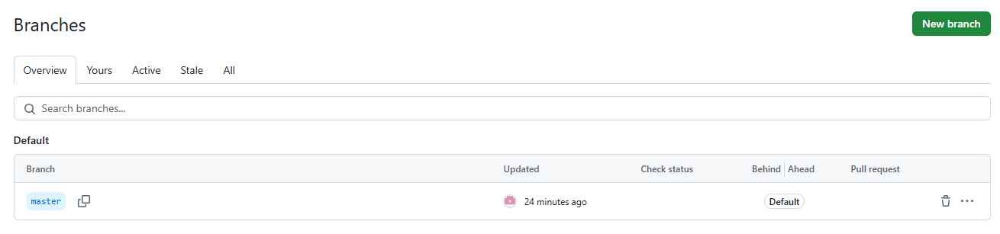 Branches
New branch
Overview Yours Active Stale All
Search branches...
Default
Branch Updated Check status Behind Ahead Pull request
master 24 minutes ago Default